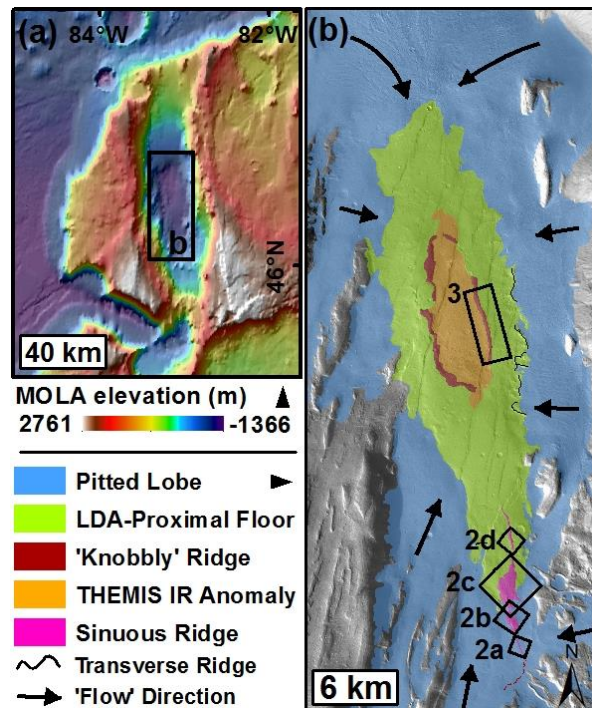 (a)
84°W
82°W
b
46°N
40 km
MOLA elevation (m)
2761
-1366
Pitted Lobe
LDA-Proximal Floor
'Knobbly' Ridge
THEMIS IR Anomaly
Sinuous Ridge
Transverse Ridge
'Flow' Direction
(b)
3
2d
2c
2b
2a
N
6 km